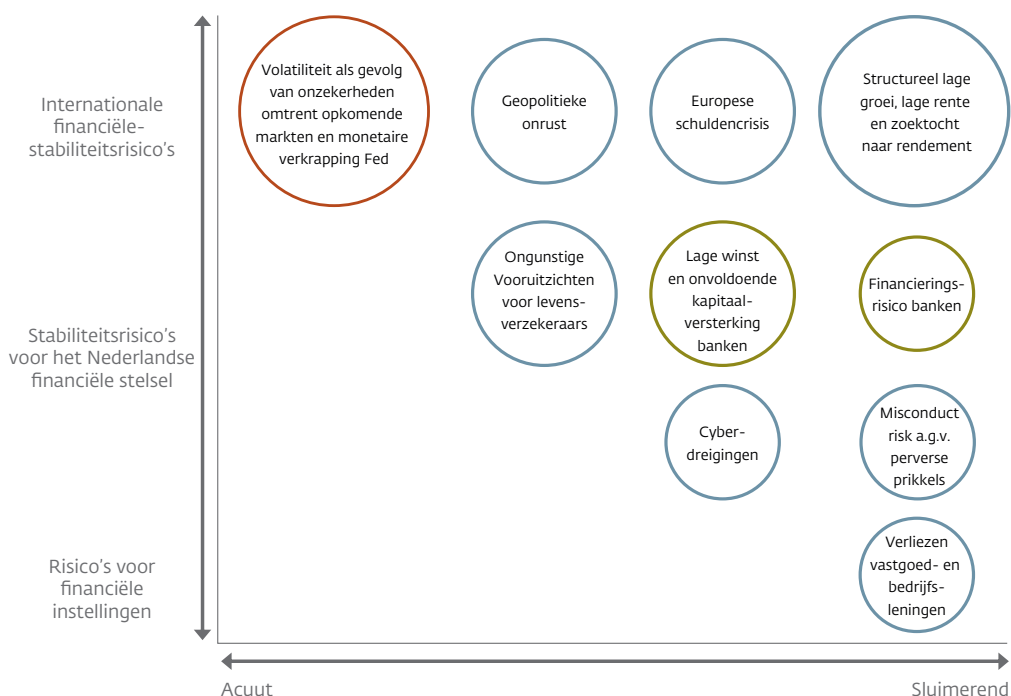 Internationale
financiële-
stabiliteitsrisico's
Volatiliteit als gevolg
van onzekerheden
omtrent opkomende
markten en monetaire
verkrapping Fed
Geopolitieke
onrust
Europese
schuldencrisis
Structureel lage
groei, lage rente
en zoektocht
naar rendement
Stabiliteitsrisico's
voor het Nederlandse
financiële stelsel
Ongunstige
Vooruitzichten
voor levens-
verzekeraars
Lage winst
en onvoldoende
kapitaal-
versterking
banken
Financierings-
risico banken
Cyber-
dreigingen
Misconduct
risk a.g.v.
perverse
prikkels
Risico's voor
financiële
instellingen
Verliezen
vastgoed- en
bedrijfs-
leningen
Acuut
Sluimerend